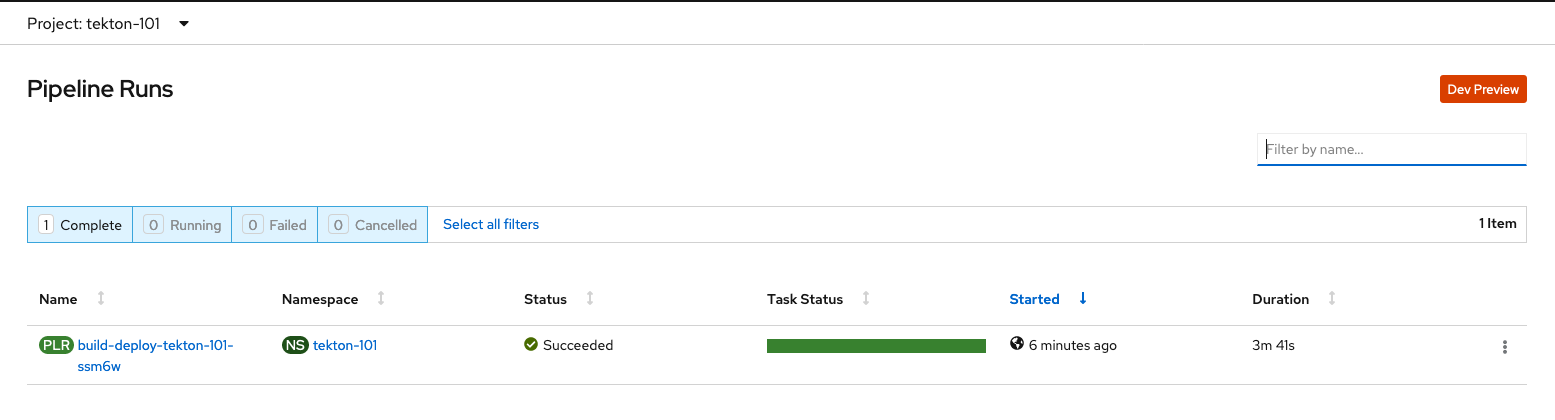 Project: tekton-101
Pipeline Runs
Dev Preview
Filter by name...
1 Complete 0 Running 0 Failed 0 Cancelled Select all filters 1 Item
Name Namespace Status Task Status Started Duration
PLR build-deploy-tekton-101- NS tekton-101 Succeeded 6 minutes ago 3m 41s
ssm6w